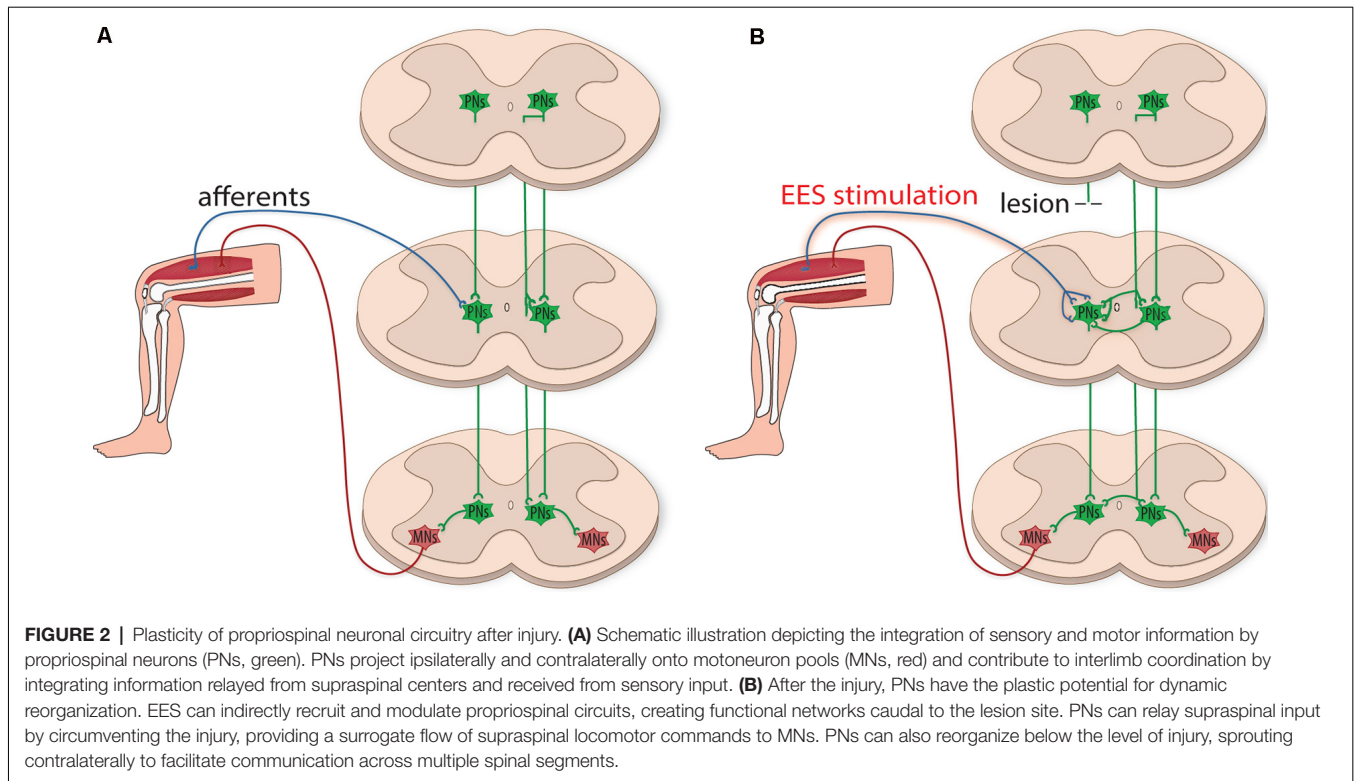 A
B
PNs PNs
PNs PNs
afferents
EES stimulation
lesion--
PNs PNs
PNs PNs
PNs PNs
MNs MNs
PNs PNs
MNs MNs
FIGURE 2 | Plasticity of propriospinal neuronal circuitry after injury. (A) Schematic illustration depicting the integration of sensory and motor information by
propriospinal neurons (PNs, green). PNs project ipsilaterally and contralaterally onto motoneuron pools (MNs, red) and contribute to interlimb coordination by
integrating information relayed from supraspinal centers and received from sensory input. (B) After the injury, PNs have the plastic potential for dynamic
reorganization. EES can indirectly recruit and modulate propriospinal circuits, creating functional networks caudal to the lesion site. PNs can relay supraspinal input
by circumventing the injury, providing a surrogate flow of supraspinal locomotor commands to MNs. PNs can also reorganize below the level of injury, sprouting
contralaterally to facilitate communication across multiple spinal segments.